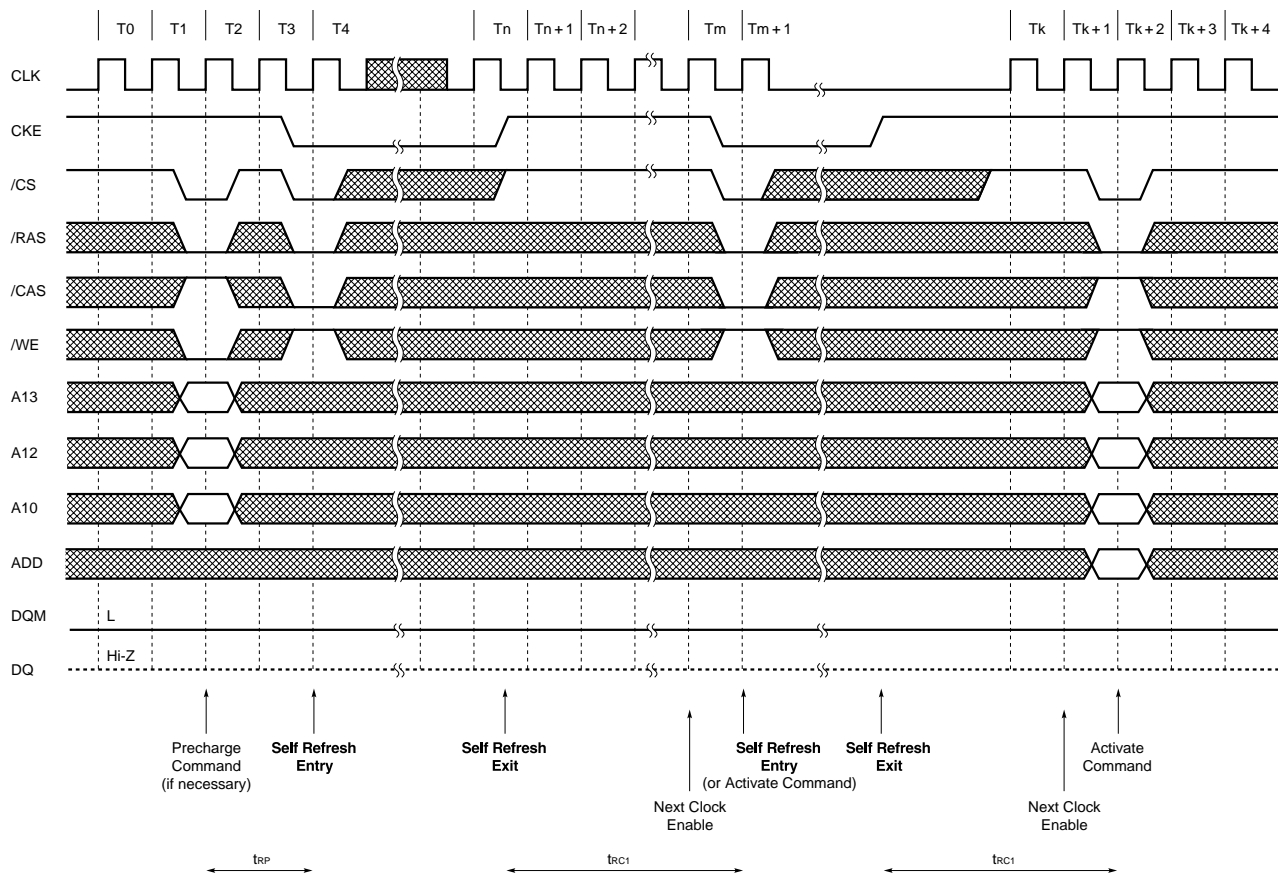 T0 T1 T2 T3 T4 Tn Tn + 1 Tn + 2 Tm Tm + 1 Tk Tk + 1 Tk + 2 Tk + 3 Tk + 4
CLK
CKE
/CS
/RAS
/CAS
/WE
A13
A12
A10
ADD
DQM L
DQ Hi-Z
Precharge
Command
(if necessary)
Self Refresh
Entry
Self Refresh
Exit
Next Clock
Enable
Self Refresh
Entry
(or Activate Command)
Self Refresh
Exit
Next Clock
Enable
Activate
Command
tRP tRC1 tRC1